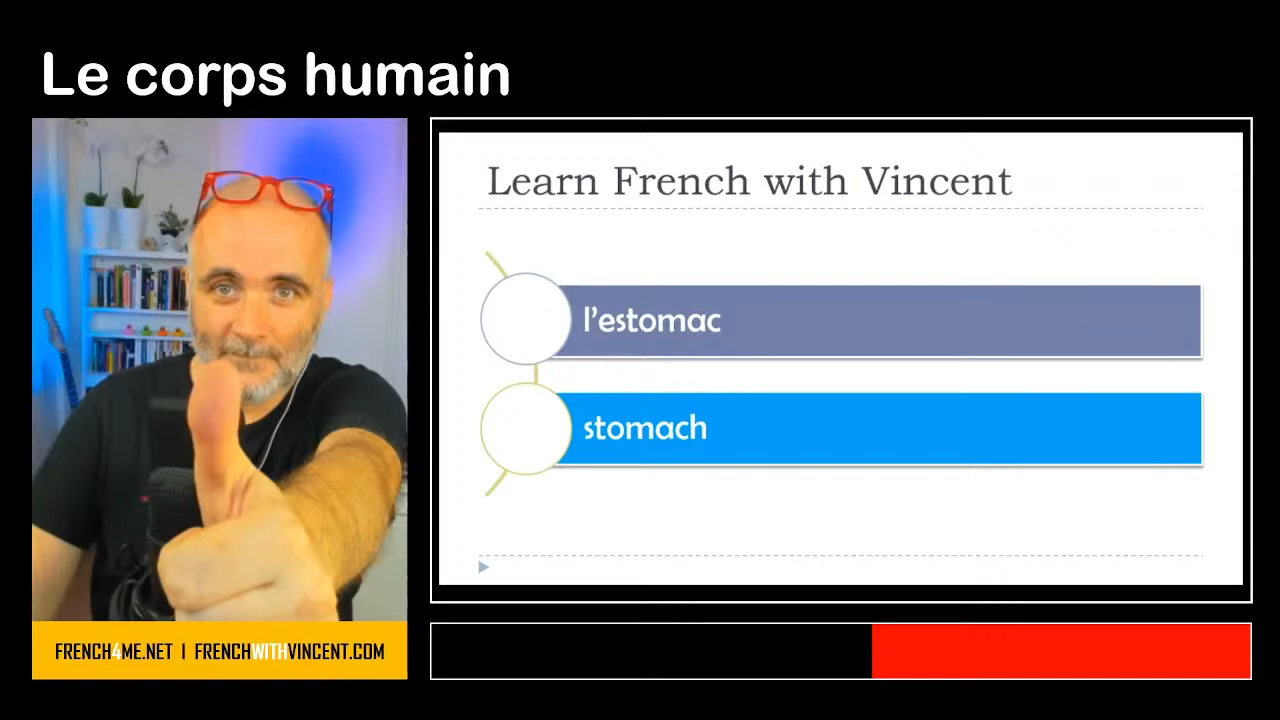 Le corps humain
Learn French with Vincent
l'estomac
stomach
FRENCH4ME.NET I FRENCHWITHVINCENT.COM